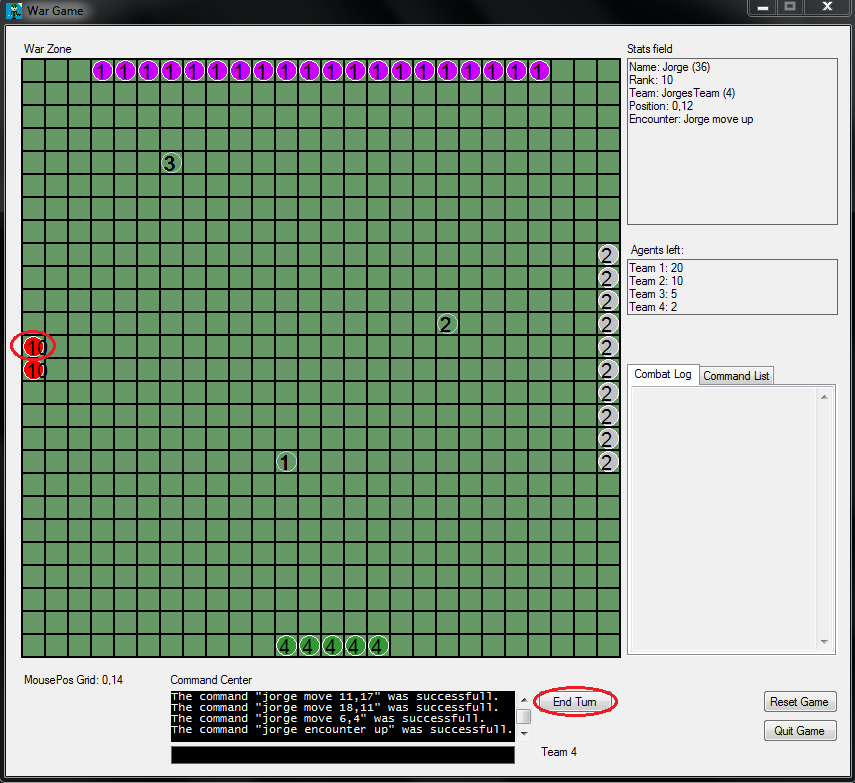 War Game
War Zone
Stats field
1 1 1 1 1 1 1 1 1 1 1 1 1 1 1 1 1 1 1 1
Name: Jorge (36)
Rank: 10
Team: JorgesTeam (4)
Position: 0,12
Encounter: Jorge move up
3
Agents left:
Team 1: 20
Team 2: 10
Team 3: 5
Team 4: 2
2
2
2
2 2
10 2
10 2
2
2
2
1 2
4 4 4 4 4
Combat Log
Command List
MousePos Grid: 0,14
Command Center
The command "jorge move 11,17" was successfull.
The command "jorge move 18,11" was successfull.
The command "jorge move 6,4" was successfull.
The command "jorge encounter up" was successfull.
End Turn
Team 4
Reset Game
Quit Game